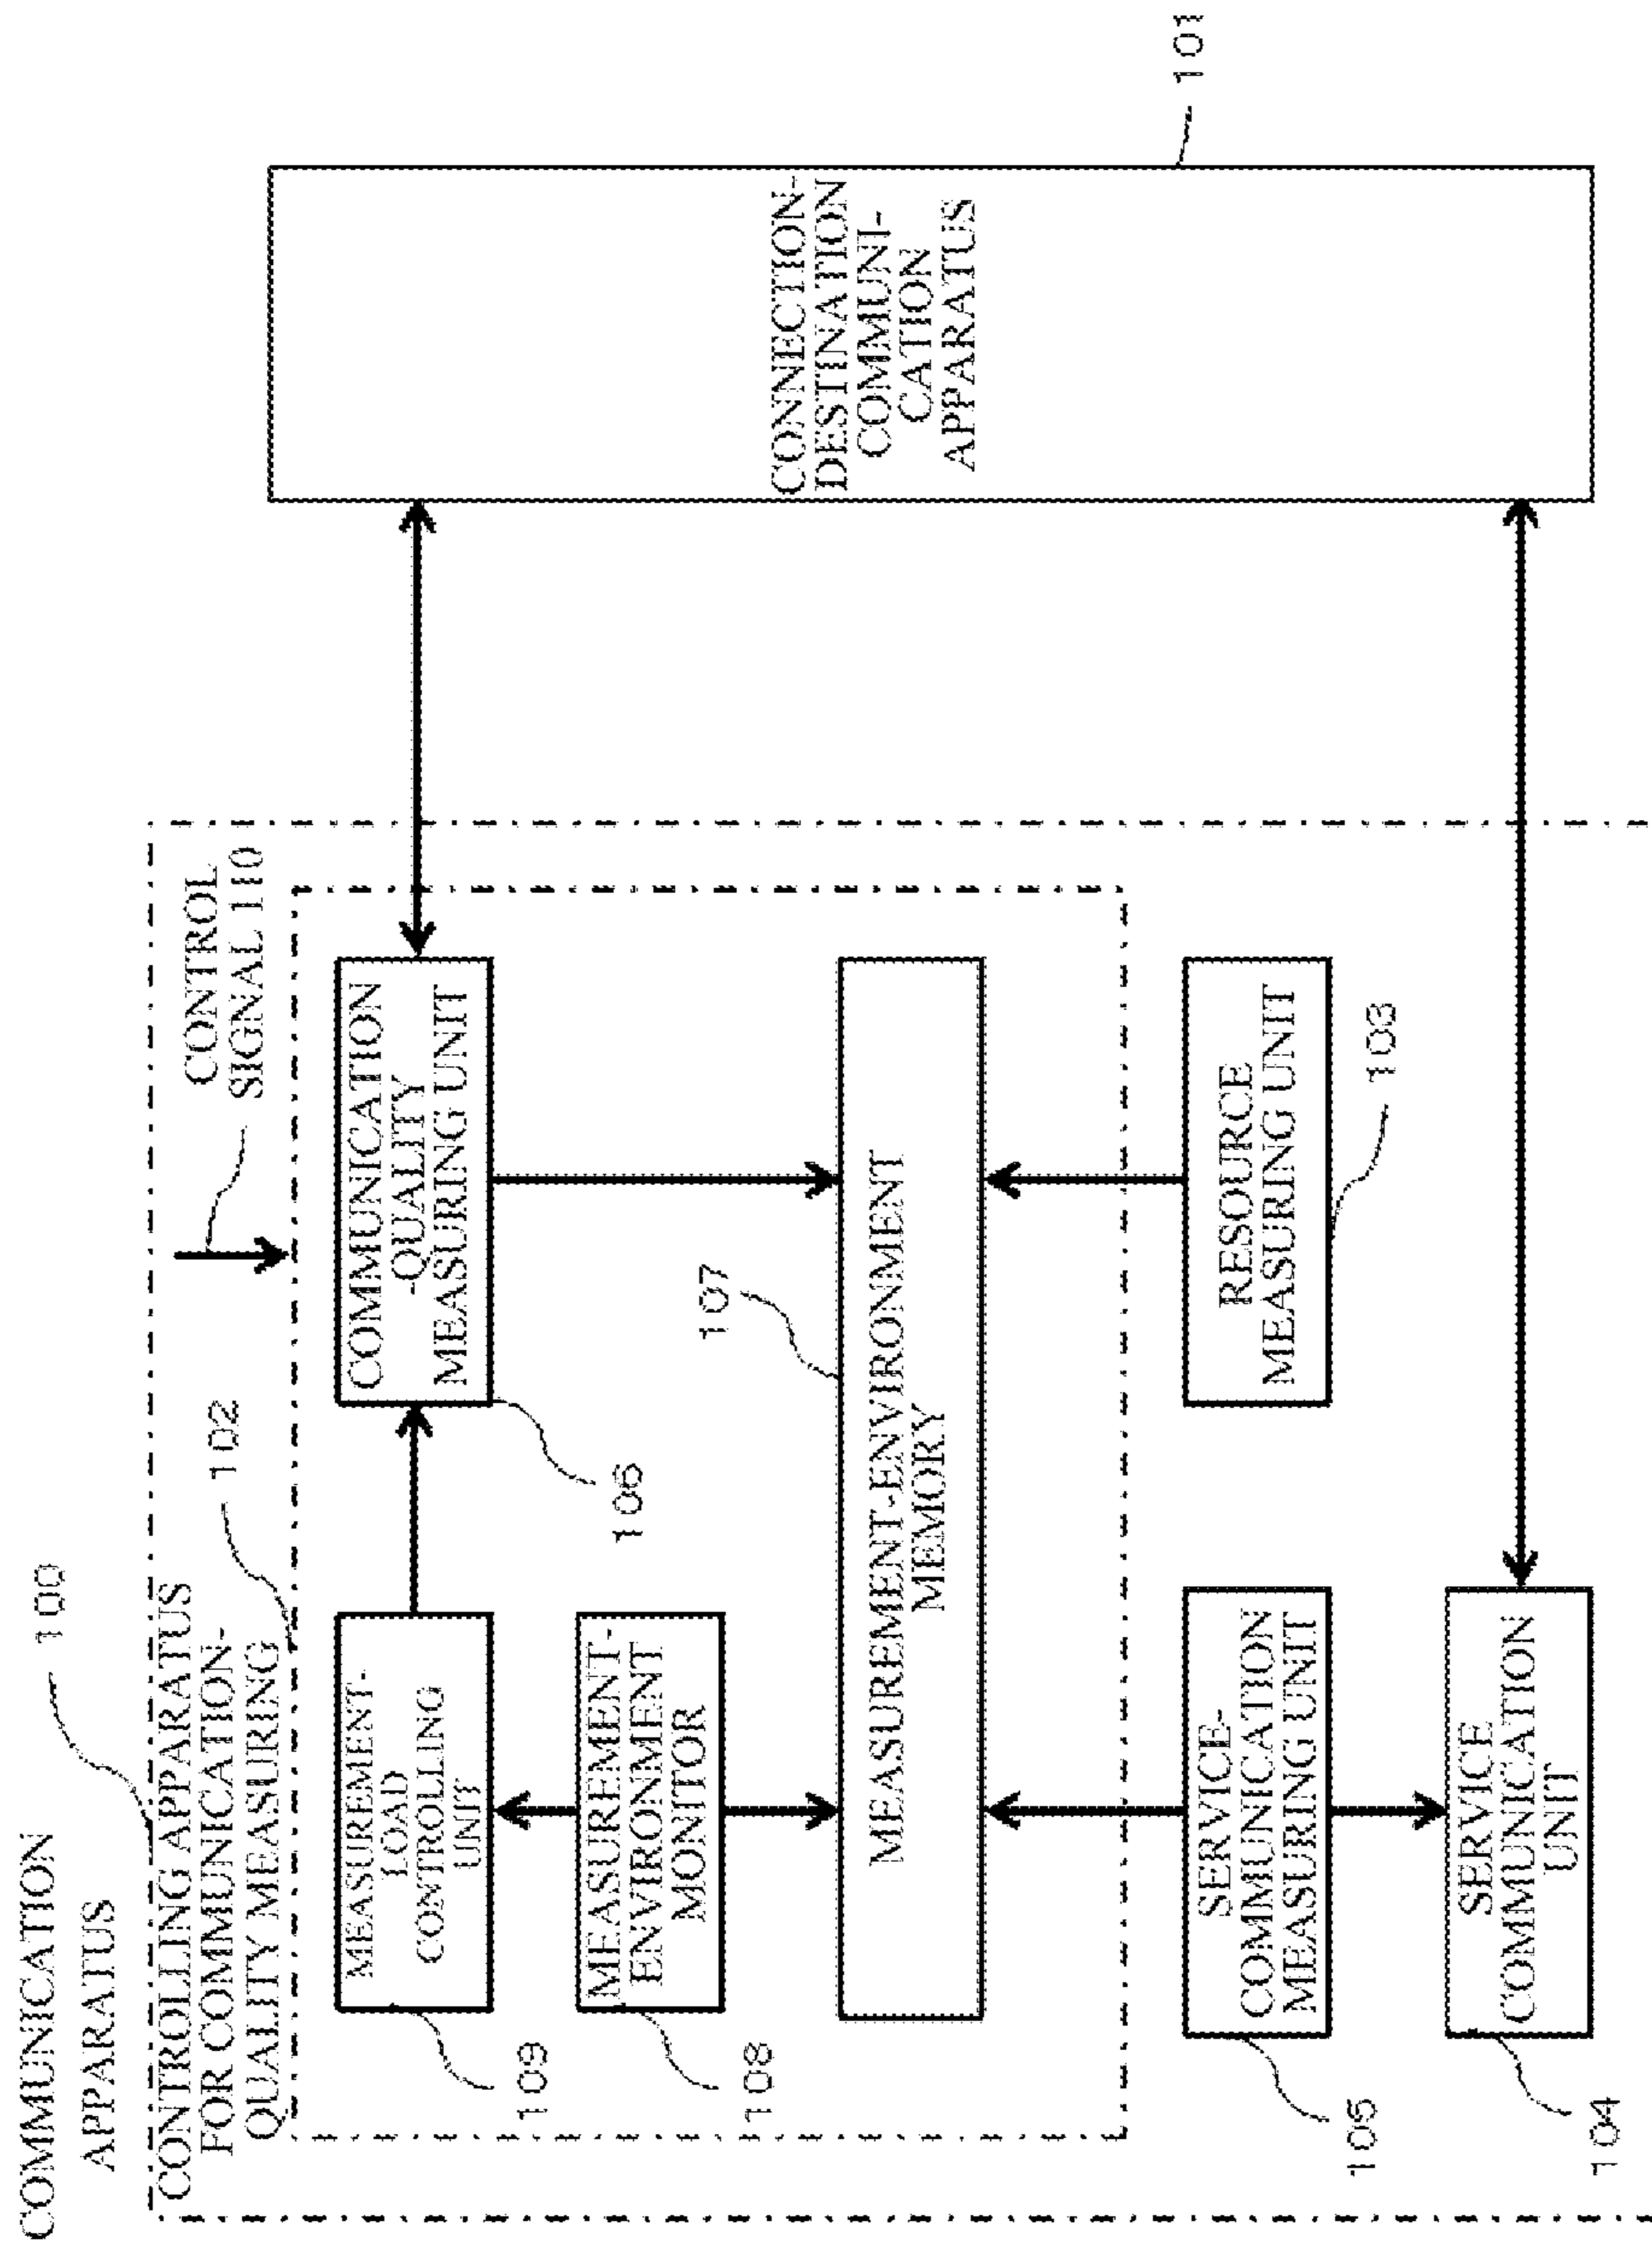 COMMUNICATION
APPARATUS
100
CONTROLLING APPARATUS
FOR COMMUNICATION-
QUALITY MEASURING
102
CONTROL
SIGNAL 110
MEASUREMENT-
LOAD
CONTROLLING
UNIT
109
COMMUNICATION
-QUALITY
MEASURING UNIT
106
MEASUREMENT-
ENVIRONMENT
MONITOR
108
107
MEASUREMENT-ENVIRONMENT
MEMORY
SERVICE-
COMMUNICATION
MEASURING UNIT
105
RESOURCE
MEASURING UNIT
103
SERVICE
COMMUNICATION
UNIT
104
CONNECTION-
DESTINATION
COMMUNI-
CATION
APPARATUS
101